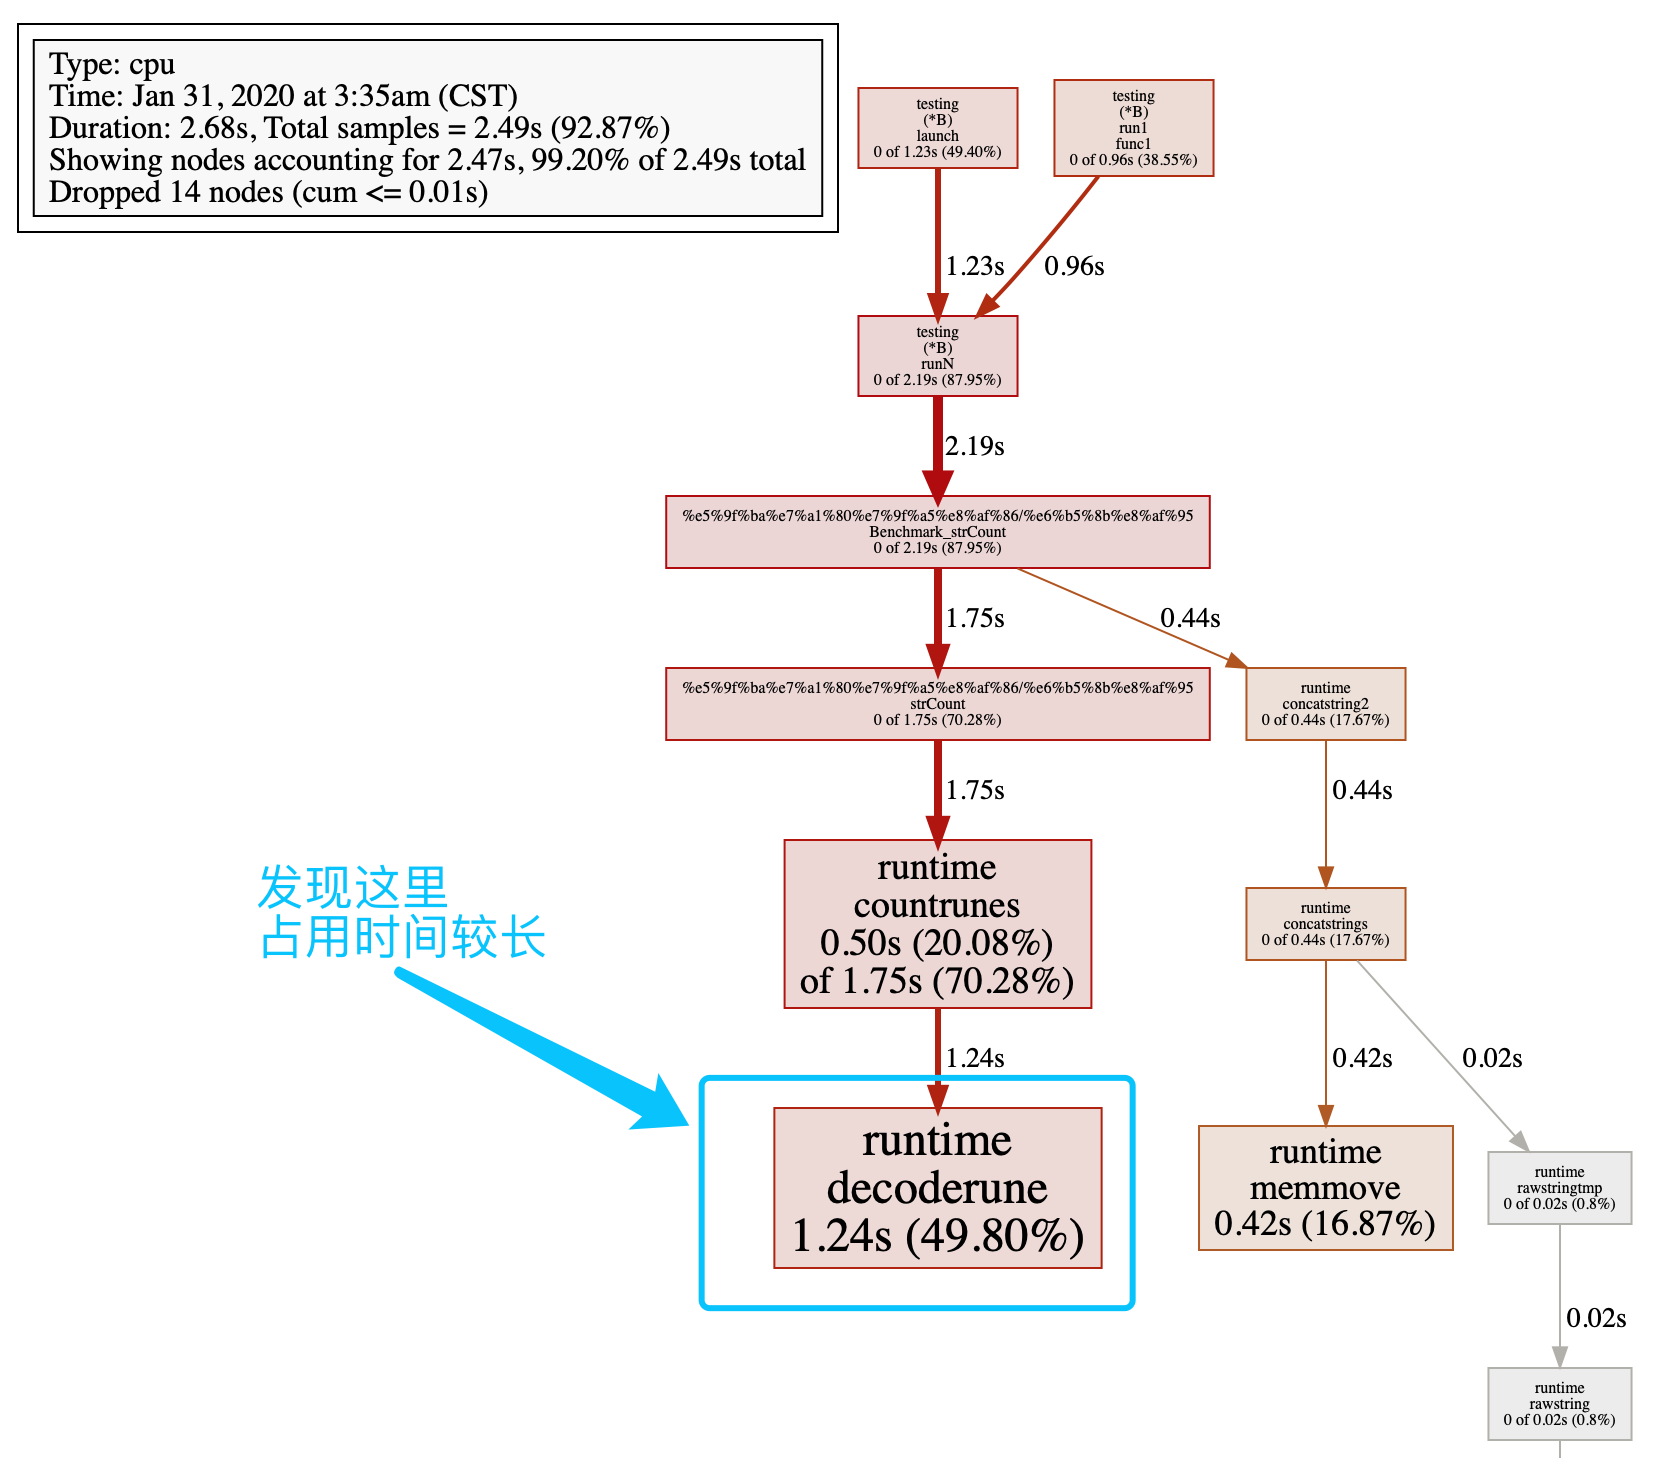 Type: cpu
Time: Jan 31, 2020 at 3:35am (CST)
Duration: 2.68s, Total samples = 2.49s (92.87%)
Showing nodes accounting for 2.47s, 99.20% of 2.49s total
Dropped 14 nodes (cum <= 0.01s)
testing
(*B)
launch
0 of 1.23s (49.40%)
testing
(*B)
run1
func1
0 of 0.96s (38.55%)
1.23s
0.96s
testing
(*B)
runN
0 of 2.19s (87.95%)
2.19s
%e5%9f%ba%e7%a1%80%e7%9f%a5%e8%af%86/%e6%b5%8b%e8%af%95
Benchmark_strCount
0 of 2.19s (87.95%)
1.75s
0.44s
%e5%9f%ba%e7%a1%80%e7%9f%a5%e8%af%86/%e6%b5%8b%e8%af%95
strCount
0 of 1.75s (70.28%)
runtime
concatstring2
0 of 0.44s (17.67%)
1.75s
0.44s
发现这里
占用时间较长
runtime
countrunes
0.50s (20.08%)
of 1.75s (70.28%)
runtime
concatstrings
0 of 0.44s (17.67%)
1.24s
0.42s
0.02s
runtime
decoderune
1.24s (49.80%)
runtime
memmove
0.42s (16.87%)
runtime
rawstringtmp
0 of 0.02s (0.8%)
0.02s
runtime
rawstring
0 of 0.02s (0.8%)